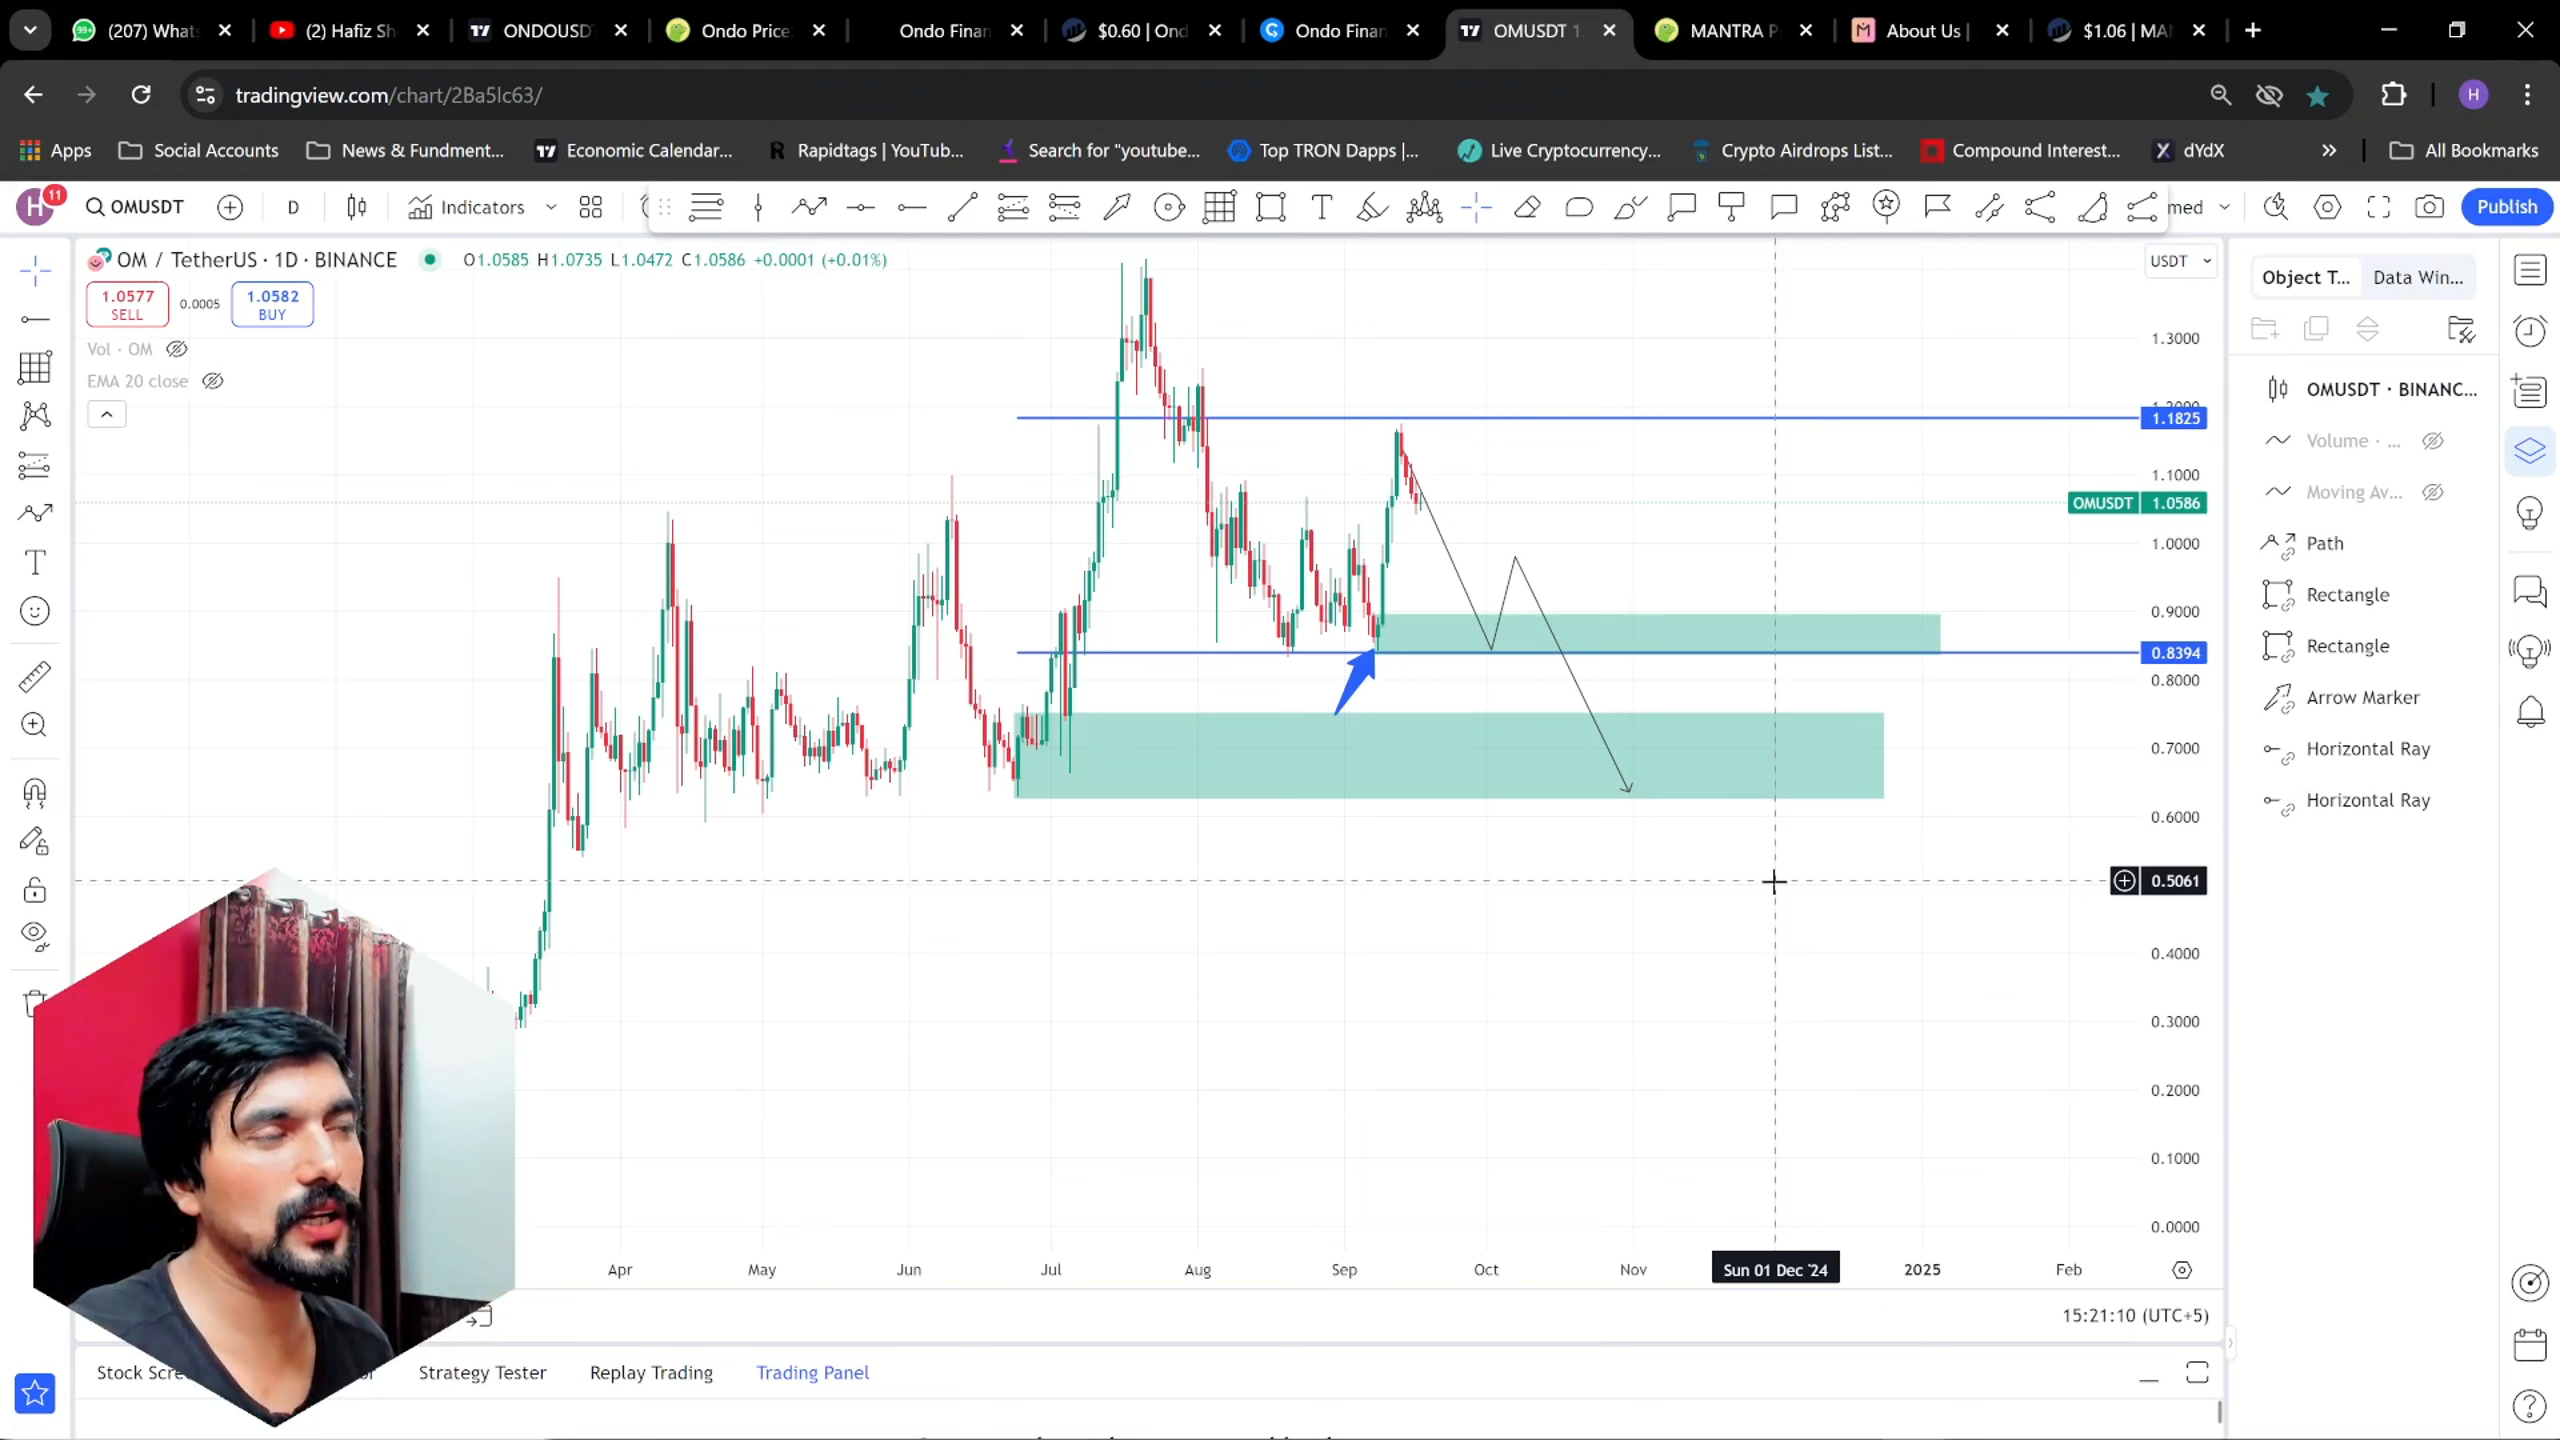 (207) Whats
(2) Hafiz Sh
ONDOUSDT
Ondo Price
Ondo Finan
$0.60 | Ond
Ondo Finan
OMUSDT 1
MANTRA P
About Us |
$1.06 | MAN
tradingview.com/chart/2Ba5lc63/
H
Apps
Social Accounts
News & Fundment...
Economic Calendar...
Rapidtags | YouTub...
Search for "youtube...
Top TRON Dapps |...
Live Cryptocurrency...
Crypto Airdrops List...
Compound Interest...
dYdX
»
All Bookmarks
H
11
OMUSDT
D
Indicators
med
Publish
OM / TetherUS · 1D · BINANCE
O1.0585 H1.0735 L1.0472 C1.0586 +0.0001 (+0.01%)
USDT
1.0577
SELL
0.0005
1.0582
BUY
Vol · OM
EMA 20 close
Object T...
Data Win...
OMUSDT · BINANC...
Volume · ...
Moving Av...
Path
Rectangle
Rectangle
Arrow Marker
Horizontal Ray
Horizontal Ray
1.3000
1.1825
1.1000
OMUSDT 1.0586
1.0000
0.9000
0.8394
0.8000
0.7000
0.6000
0.5061
0.4000
0.3000
0.2000
0.1000
0.0000
Apr
May
Jun
Jul
Aug
Sep
Oct
Nov
Sun 01 Dec '24
2025
Feb
15:21:10 (UTC+5)
Stock Scre
Strategy Tester
Replay Trading
Trading Panel